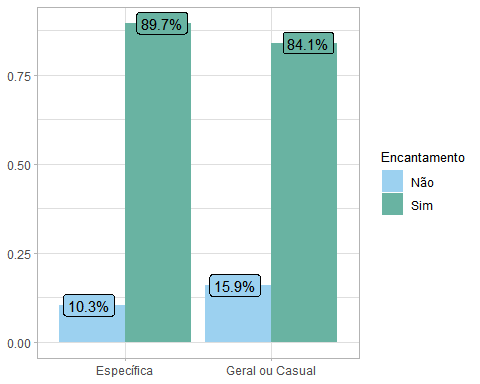 89.7%
84.1%
0.75
Encantamento
Não
Sim
0.50
0.25
15.9%
10.3%
0.00
Específica
Geral ou Casual